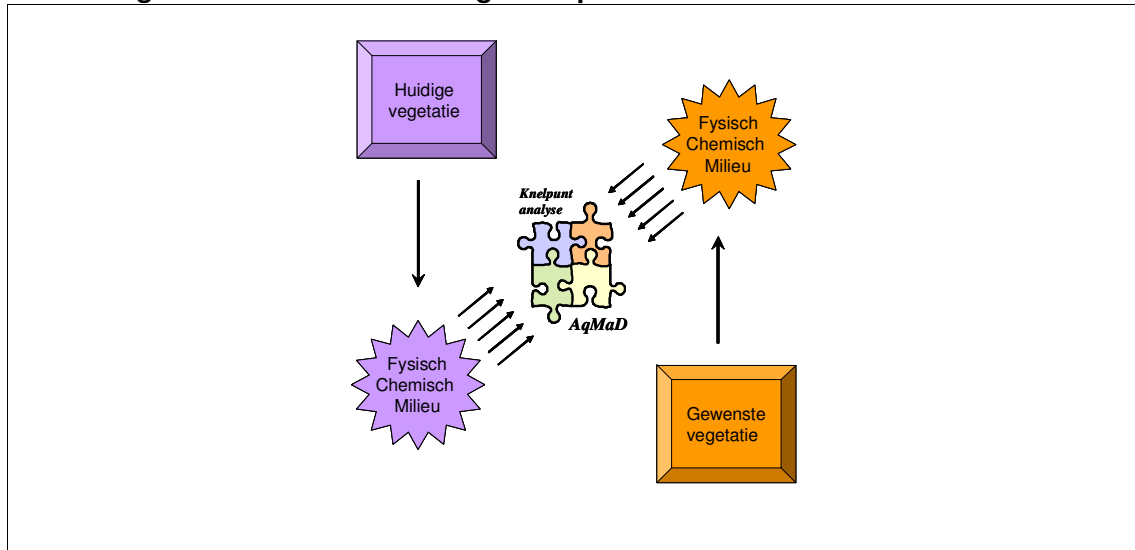 Huidige
vegetatie
Fysisch
Chemisch
Milieu
Knelpunt
analyse
AqMaD
Fysisch
Chemisch
Milieu
Gewenste
vegetatie